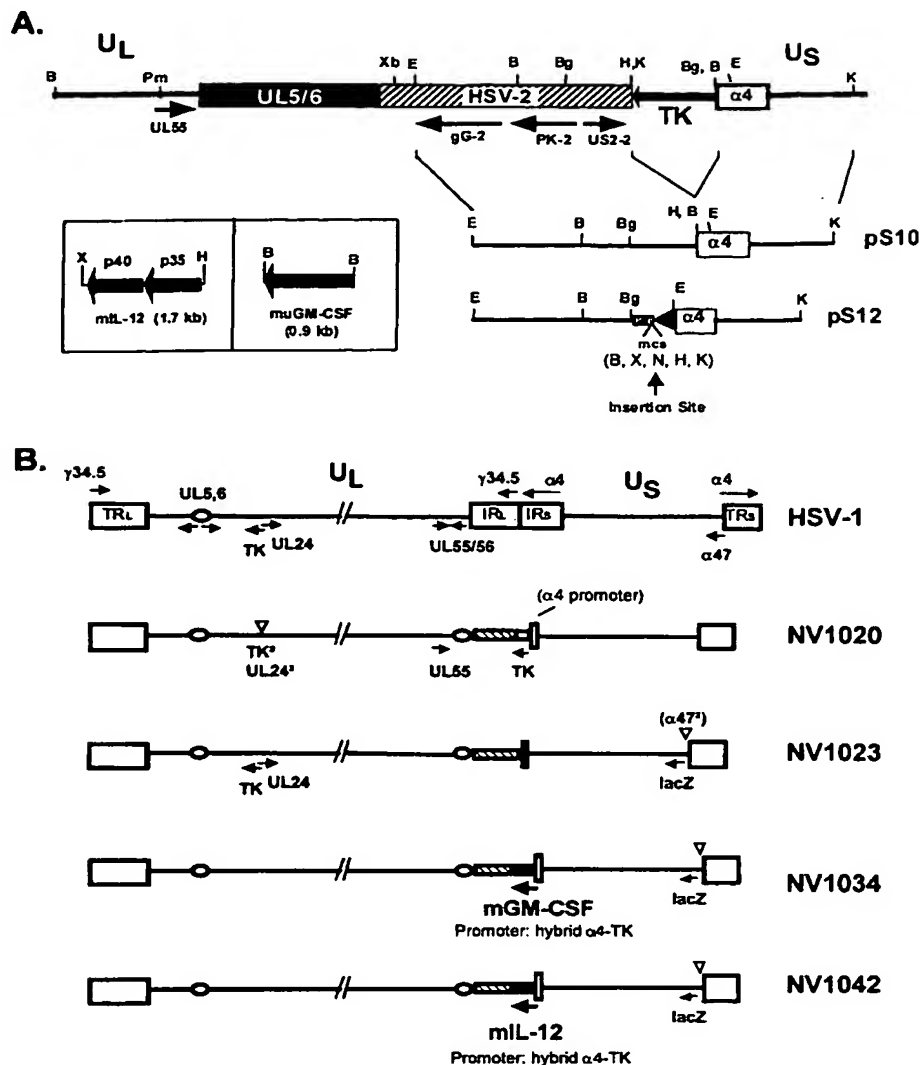 A.
UL US
B Pm Xb E B Bg H,K Bg, B E K
UL5/6 HSV-2 α4
UL55 TK
gG-2 PK-2 US2-2
H, B
E B Bg E K
α4 pS10
X p40 p35 H B B
mIL-12 (1.7 kb) muGM-CSF
(0.9 kb)
E B Bg E K
α4 pS12
mcs
(B, X, N, H, K)
Insertion Site
B.
γ34.5 UL γ34.5 α4 US α4
UL5,6
TRL IRL IRS TRS HSV-1
TK UL24 UL55/56 α47
(α4 promoter)
NV1020
TK² UL55 TK
UL24²
(α47²)
NV1023
TK UL24 lacZ
NV1034
mGM-CSF lacZ
Promoter: hybrid α4-TK
NV1042
mIL-12 lacZ
Promoter: hybrid α4-TK